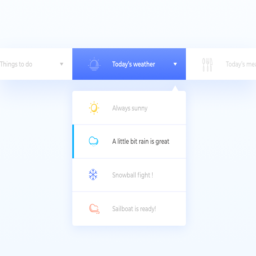 Things to do
Today's weather
Today's me
Always sunny
A little bit rain is great
Snowball fight !
Sailboat is ready!